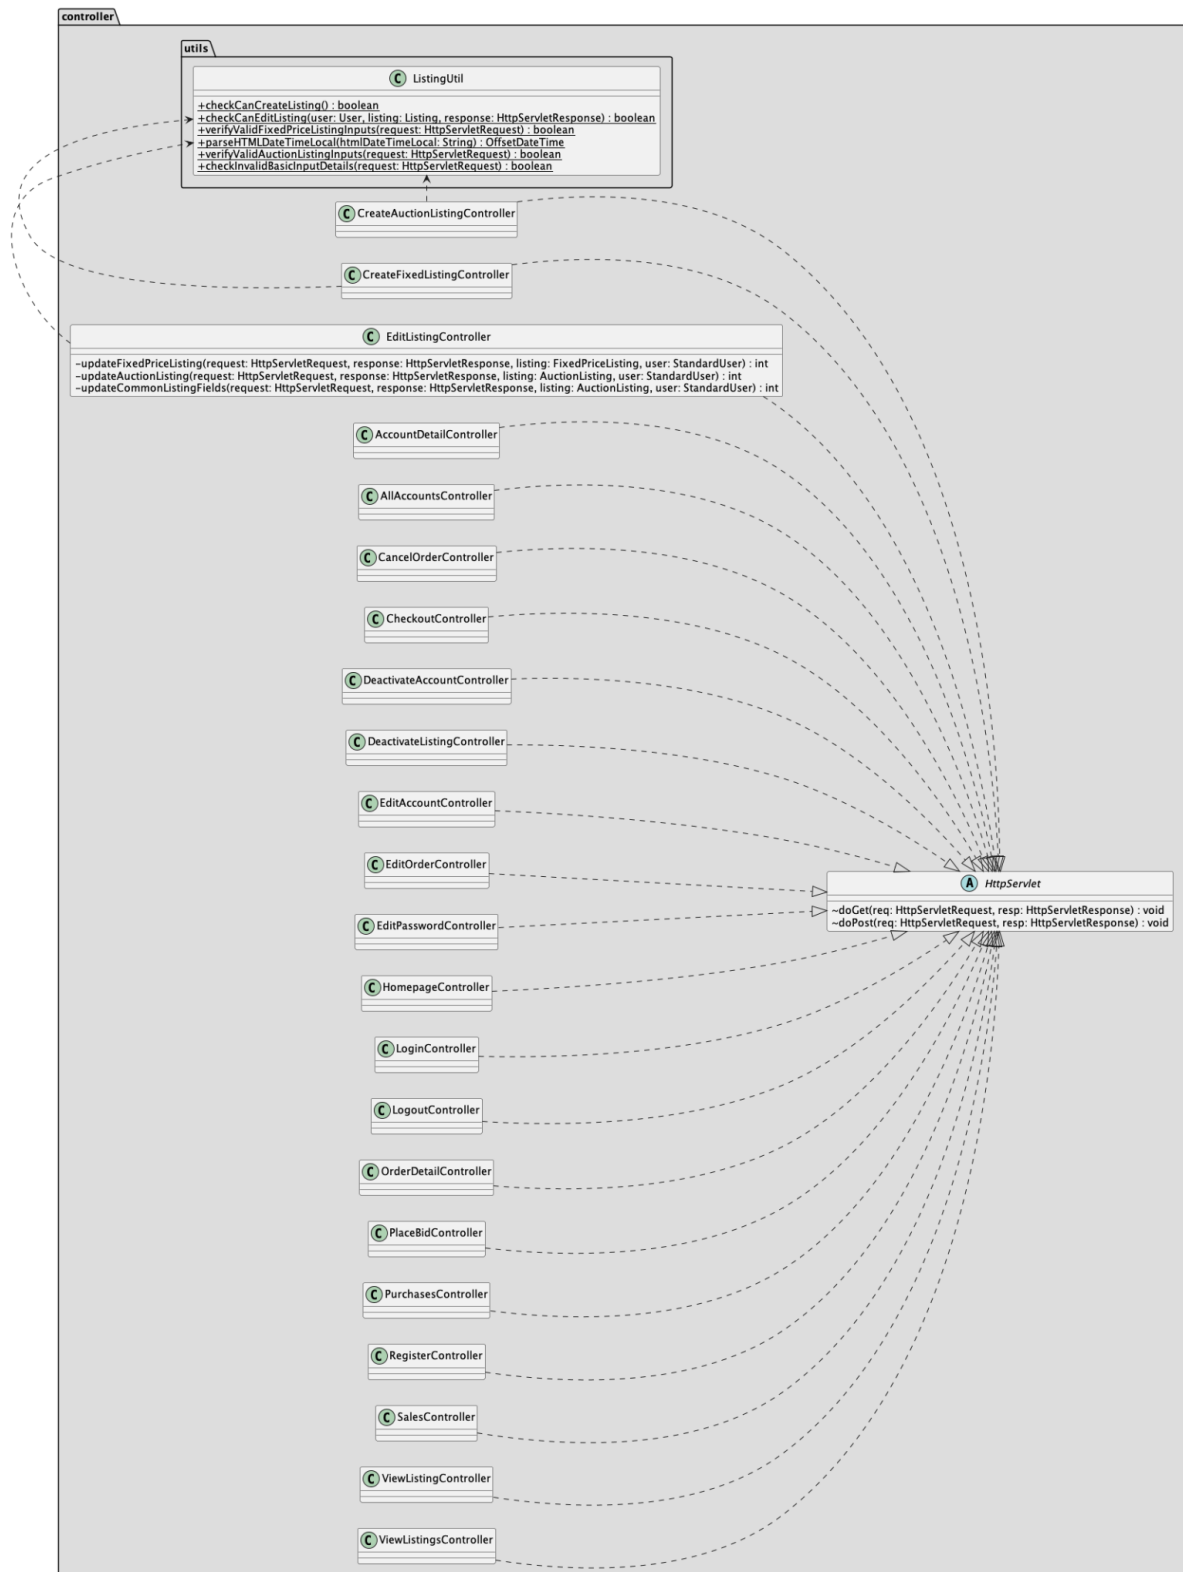 controller
utils
C ListingUtil
+checkCanCreateListing() : boolean
+checkCanEditListing(user: User, listing: Listing, response: HttpServletResponse) : boolean
+verifyValidFixedPriceListingInputs(request: HttpServletRequest) : boolean
+parseHTMLDateTimeLocal(htmlDateTimeLocal: String) : OffsetDateTime
+verifyValidAuctionListingInputs(request: HttpServletRequest) : boolean
+checkInvalidBasicInputDetails(request: HttpServletRequest) : boolean
C CreateAuctionListingController
C CreateFixedListingController
C EditListingController
-updateFixedPriceListing(request: HttpServletRequest, response: HttpServletResponse, listing: FixedPriceListing, user: StandardUser) : int
-updateAuctionListing(request: HttpServletRequest, response: HttpServletResponse, listing: AuctionListing, user: StandardUser) : int
-updateCommonListingFields(request: HttpServletRequest, response: HttpServletResponse, listing: AuctionListing, user: StandardUser) : int
C AccountDetailController
C AllAccountsController
C CancelOrderController
C CheckoutController
C DeactivateAccountController
C DeactivateListingController
C EditAccountController
C EditOrderController
A HttpServlet
~doGet(req: HttpServletRequest, resp: HttpServletResponse) : void
~doPost(req: HttpServletRequest, resp: HttpServletResponse) : void
C EditPasswordController
C HomepageController
C LoginController
C LogoutController
C OrderDetailController
C PlaceBidController
C PurchasesController
C RegisterController
C SalesController
C ViewListingController
C ViewListingsController